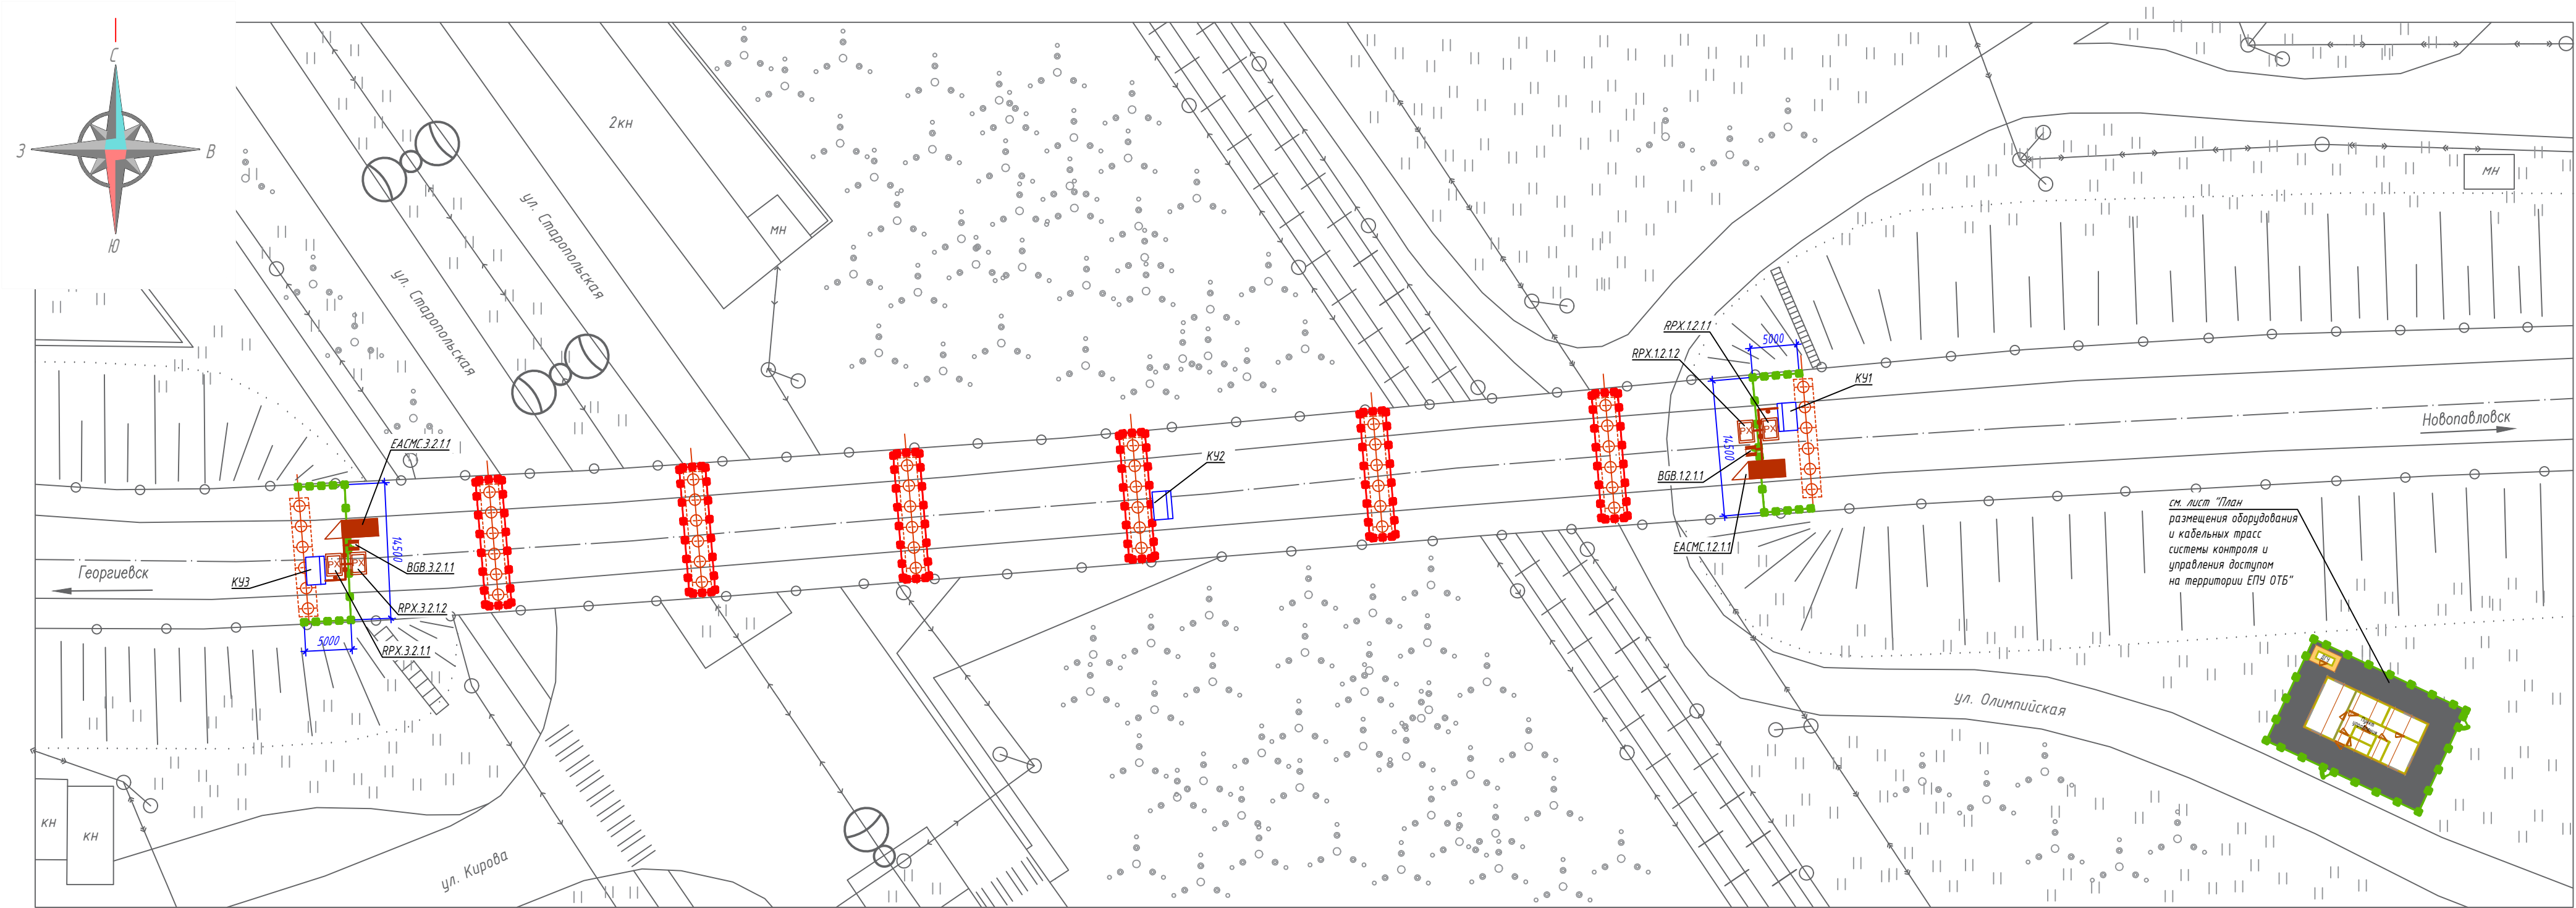 С
З
В
Ю
2кн
мн
мн
ул. Старопольская
ул. Старопольская
RPX.1.2.1.1
RPX.1.2.1.2
5000
КУ1
14500
BGB.1.2.1.1
EACMC.1.2.1.1
PX
PX
Новопавловск
EACMC.3.2.1.1
КУ2
14500
BGB.3.2.1.1
PX
PX
Георгиевск
КУ3
RPX.3.2.1.2
RPX.3.2.1.1
5000
см. лист "План
размещения оборудования
и кабельных трасс
системы контроля и
управления доступом
на территории ЕПУ ОТБ"
ул. Олимпийская
кн
кн
ул. Кирова